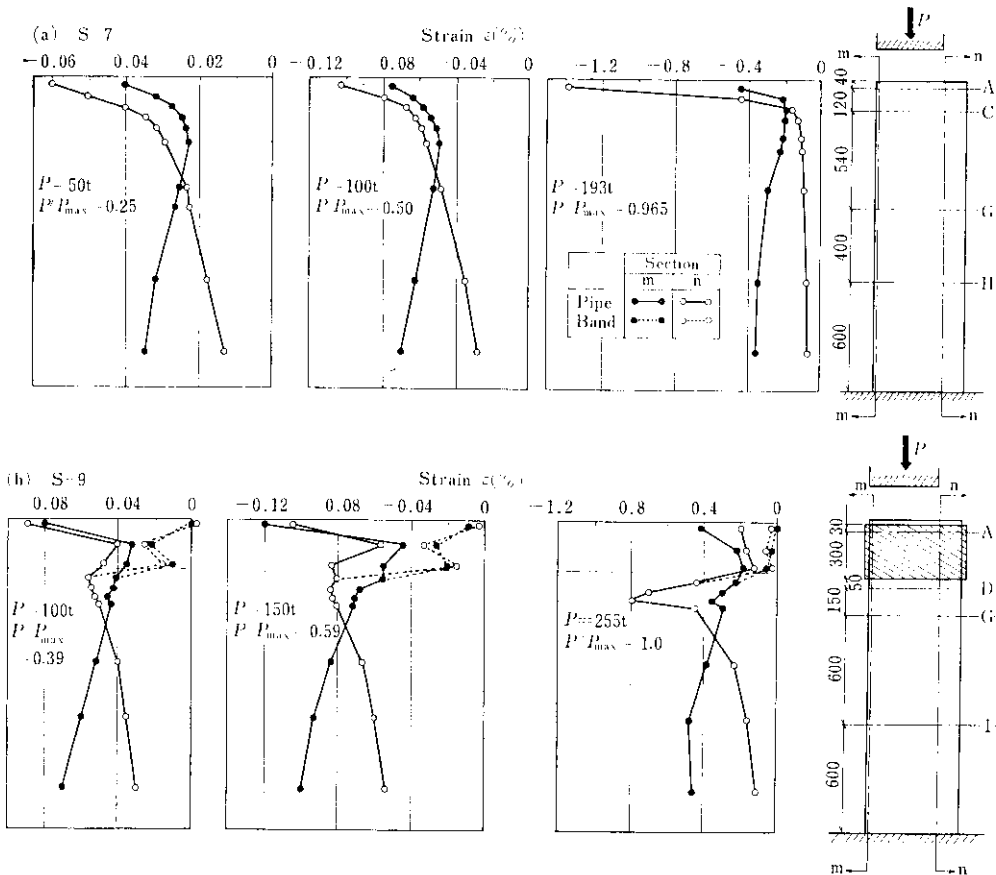 (a) S-7 Strain ε(%)
-0.06 0.04 0.02 0
-0.12 0.08 -0.04 0
-1.2 -0.8 -0.4 0
P
m n
40
A
120
C
540
G
400
H
600
m n
P - 50t
P/Pmax - 0.25
P -100t
P Pmax - 0.50
P -193t
P Pmax - 0.965
Section
m n
Pipe
Band
(h) S-9 Strain ε(%)
0.08 0.04 0
-0.12 -0.08 -0.04 0
-1.2 0.8 0.4 0
P
m n
30
A
300
50
D
150
G
600
I
600
m n
P -100t
P Pmax
-0.39
P -150t
P Pmax - 0.59
P=255t
P Pmax - 1.0